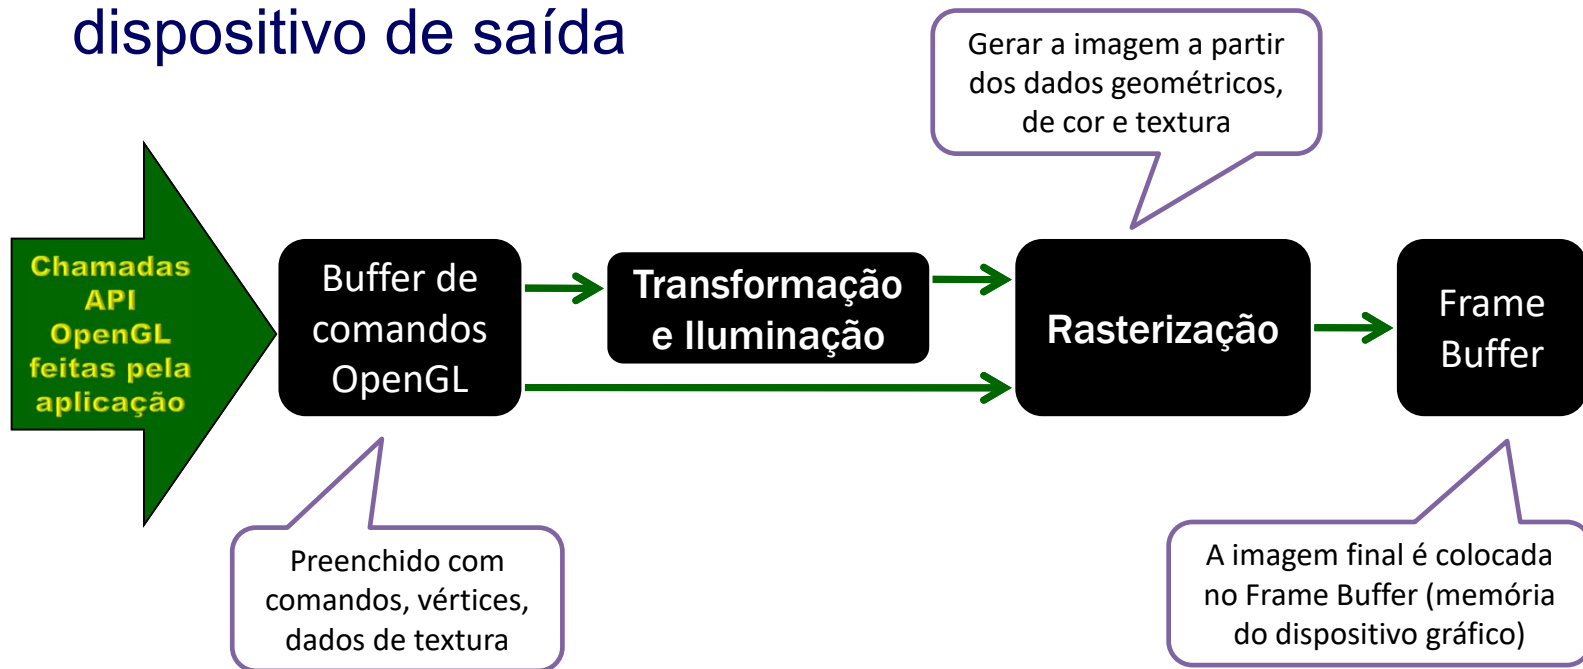 dispositivo de saída
Gerar a imagem a partir
dos dados geométricos,
de cor e textura
Chamadas
API
OpenGL
feitas pela
aplicação
Buffer de
comandos
OpenGL
Transformação
e Iluminação
Rasterização
Frame
Buffer
Preenchido com
comandos, vértices,
dados de textura
A imagem final é colocada
no Frame Buffer (memória
do dispositivo gráfico)